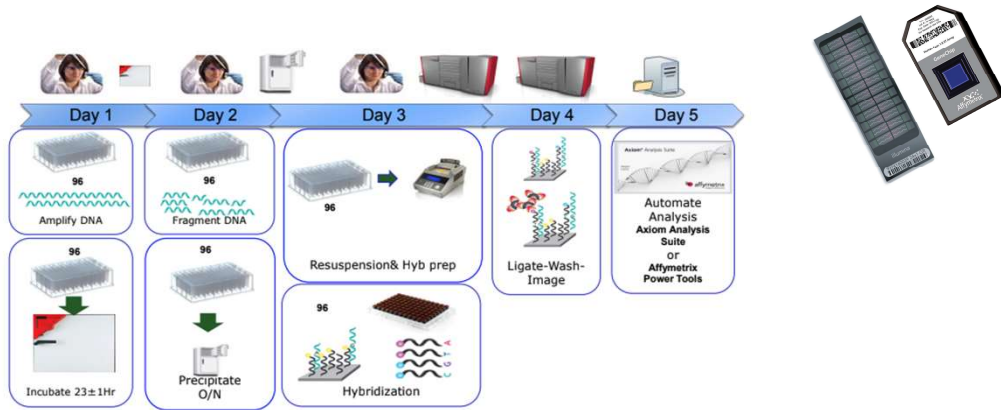 Day 1
Day 2
Day 3
Day 4
Day 5
96
Amplify DNA
96
Incubate 23±1Hr
96
Fragment DNA
96
Precipitate
O/N
96
Resuspension& Hyb prep
96
A
T
G
C
Hybridization
Ligate-Wash-
Image
Axiom® Analysis Suite
affymetrix
Automate
Analysis
Axiom Analysis
Suite
or
Affymetrix
Power Tools
GeneChip
Affymetrix